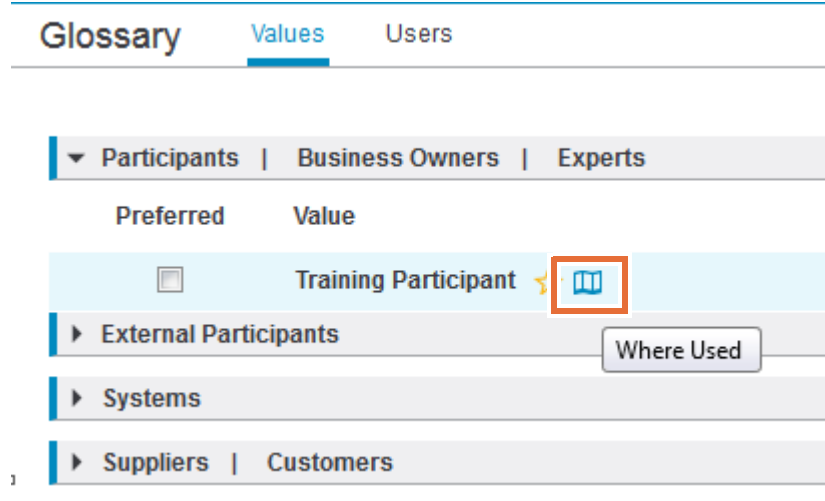 Glossary Values Users
Participants | Business Owners | Experts
Preferred Value
Training Participant
External Participants
Where Used
Systems
Suppliers | Customers